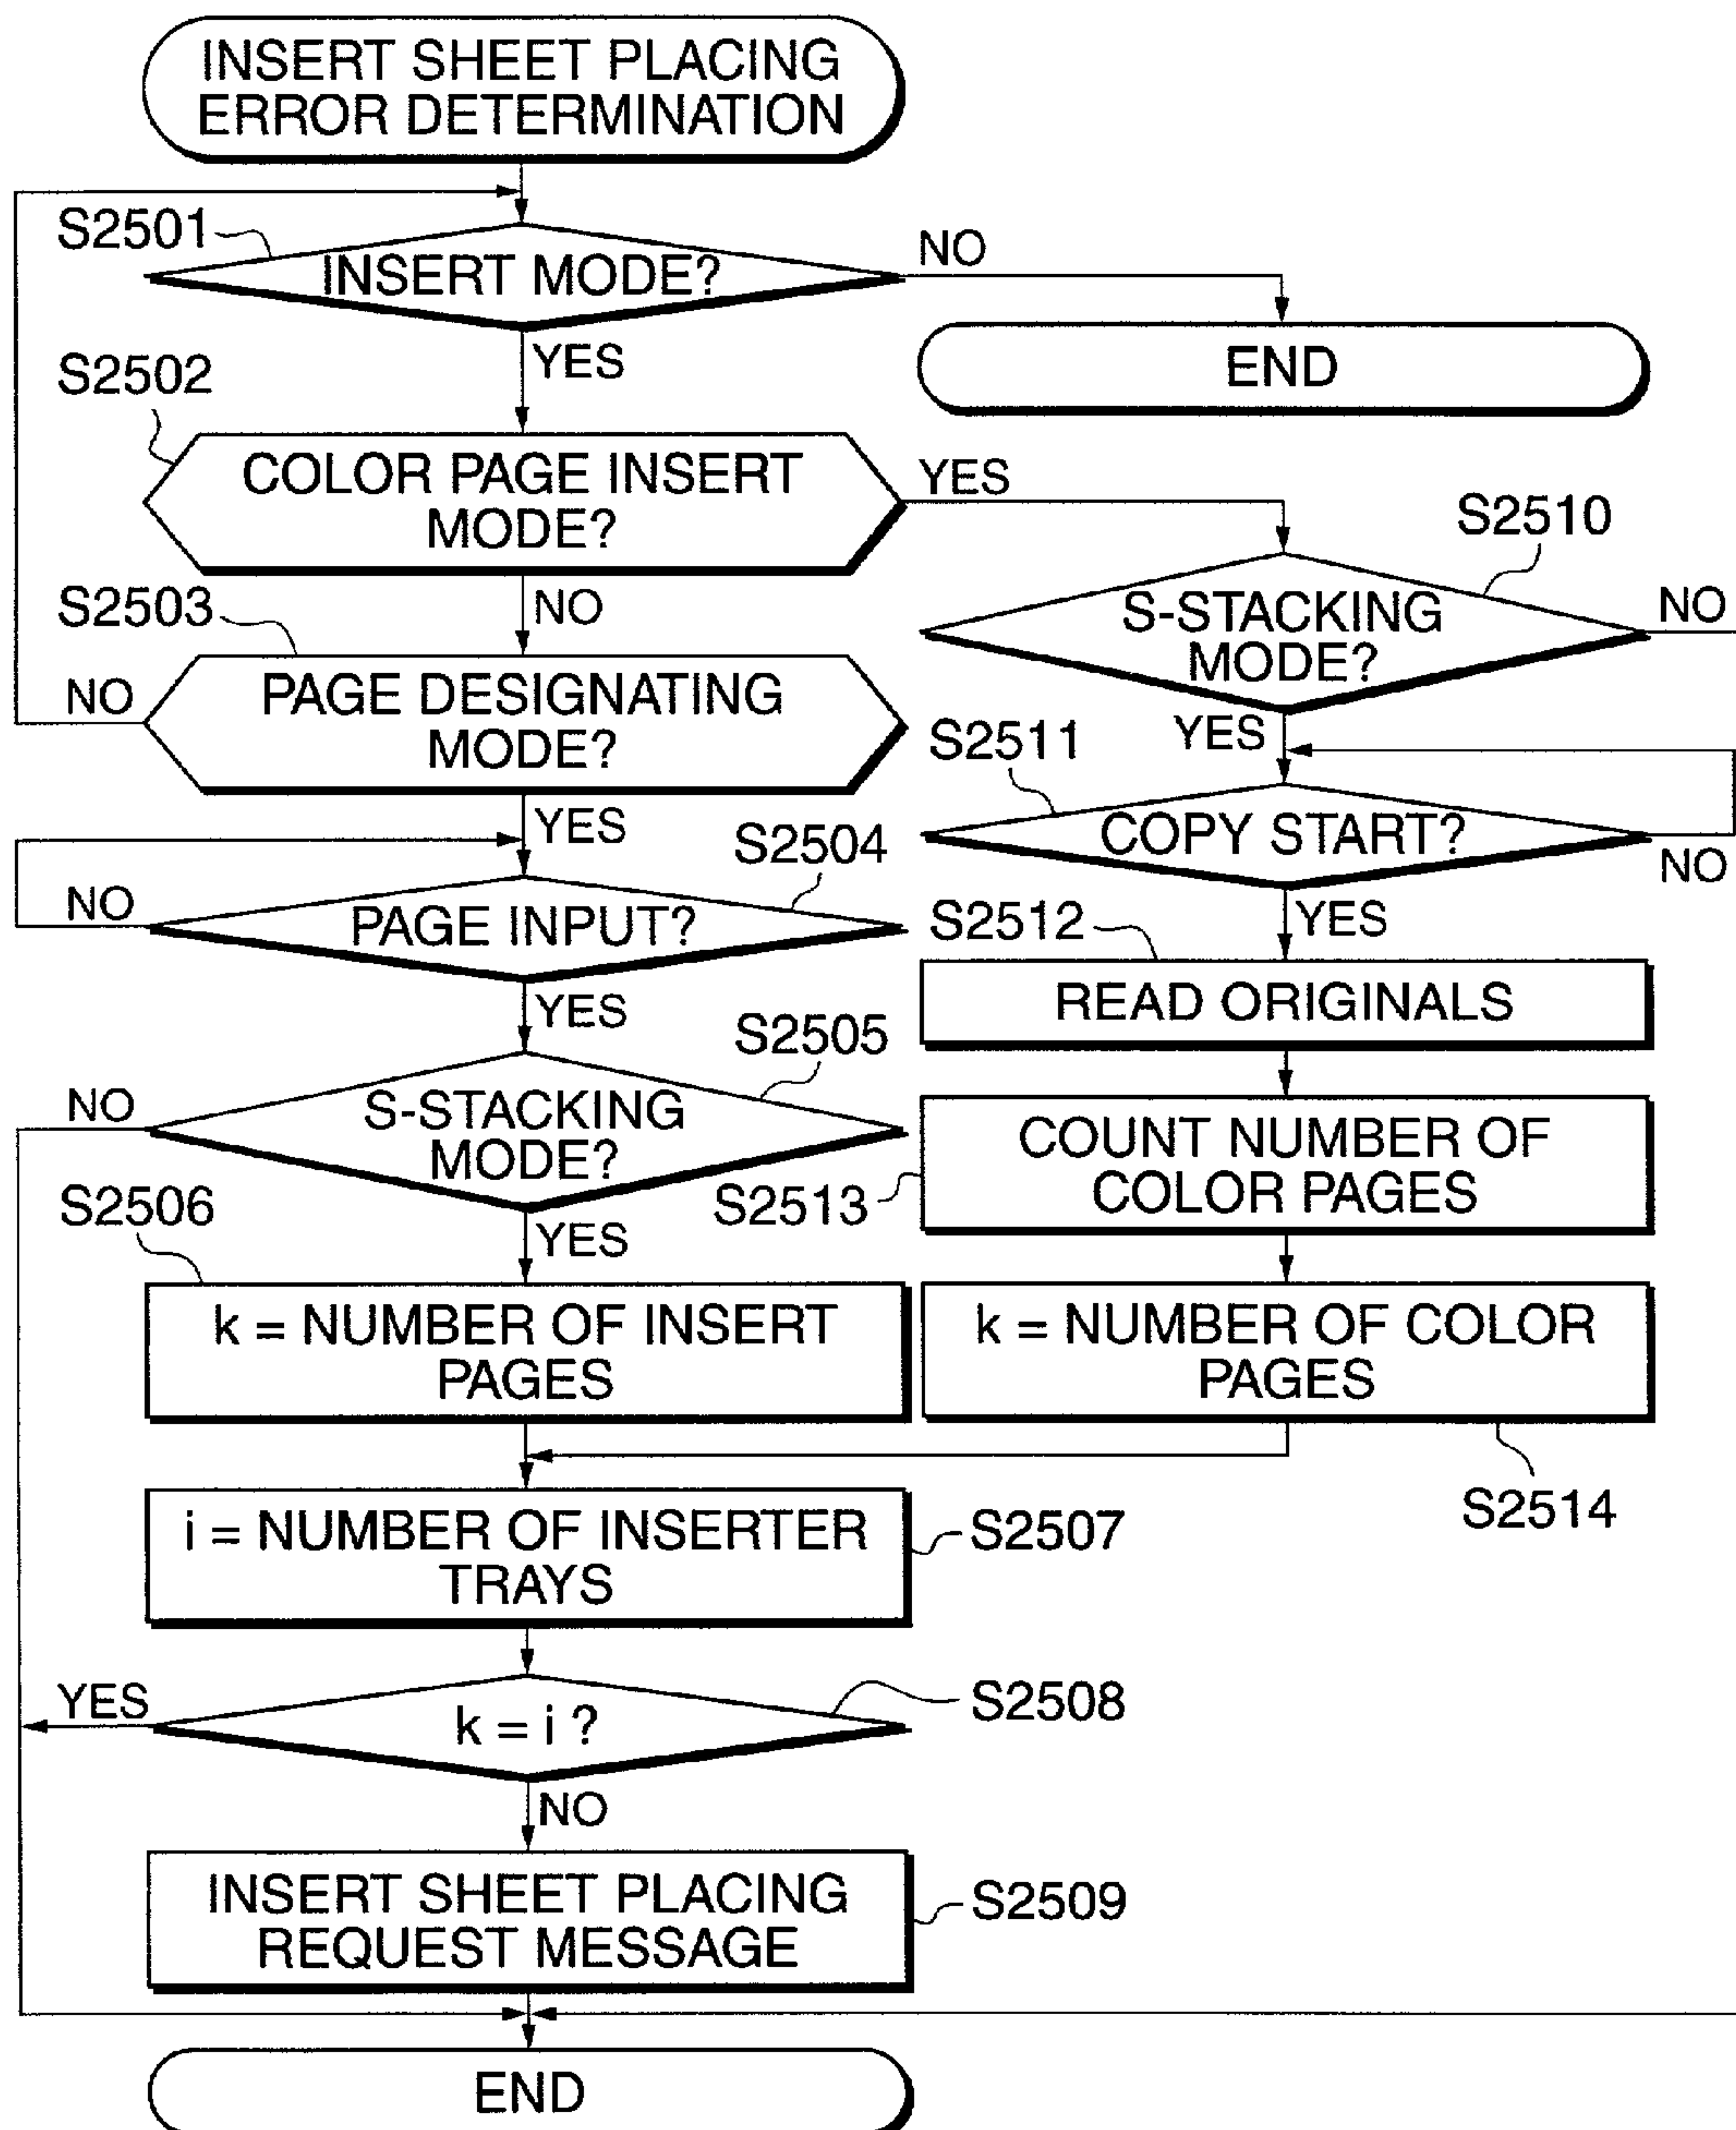 INSERT SHEET PLACING
ERROR DETERMINATION
S2501
INSERT MODE?
NO
YES
END
S2502
COLOR PAGE INSERT
MODE?
YES
NO
S2510
S-STACKING
MODE?
NO
YES
S2503
PAGE DESIGNATING
MODE?
NO
YES
S2511
COPY START?
NO
YES
S2504
PAGE INPUT?
NO
YES
S2512
READ ORIGINALS
S2505
S-STACKING
MODE?
NO
YES
S2513
COUNT NUMBER OF
COLOR PAGES
S2506
k = NUMBER OF INSERT
PAGES
k = NUMBER OF COLOR
PAGES
S2514
i = NUMBER OF INSERTER
TRAYS
S2507
k = i ?
S2508
YES
NO
INSERT SHEET PLACING
REQUEST MESSAGE
S2509
END